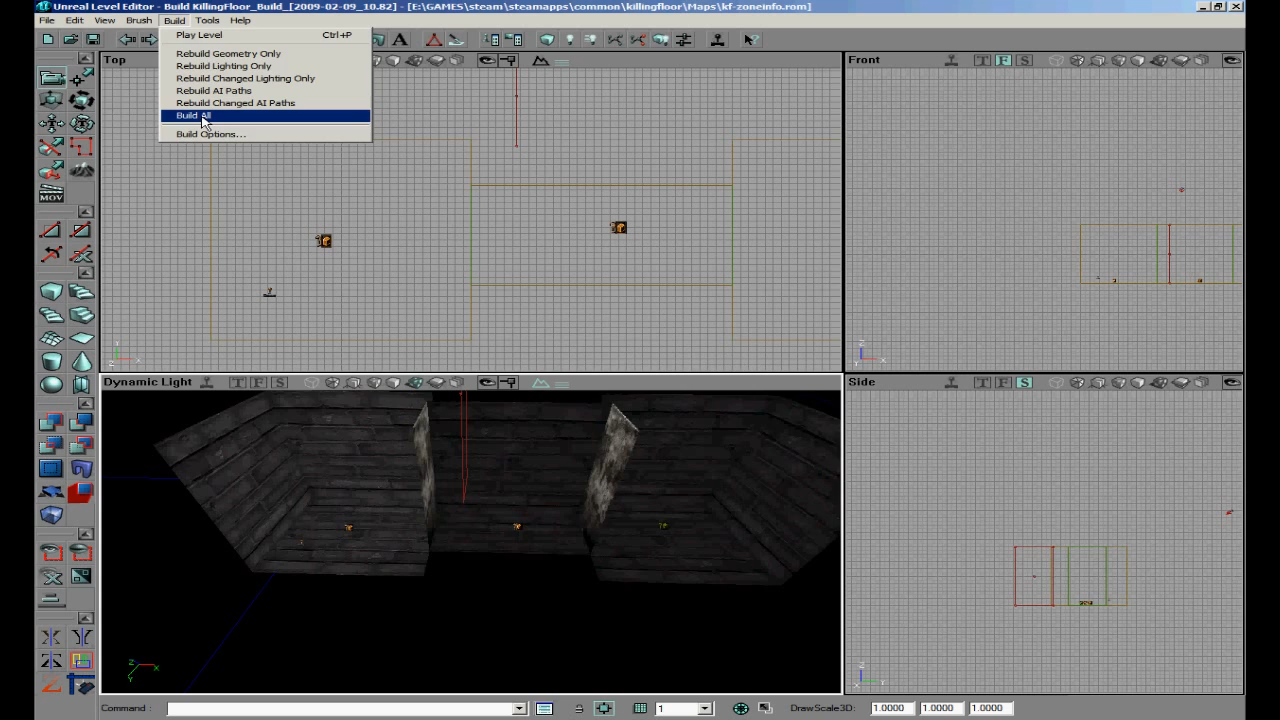 Unreal Level Editor - Build KillingFloor_Build_[2009-02-09_10.82] - [E:\GAMES\steam\steamapps\common\killingfloor\Maps\kf-zoneinfo.rom]
File Edit View Brush Build Tools Help
Play Level Ctrl+P
Rebuild Geometry Only
Rebuild Lighting Only
Rebuild Changed Lighting Only
Rebuild AI Paths
Rebuild Changed AI Paths
Build All
Build Options...
Top
Front T F S
MOV
Dynamic Light T F S
Side T F S
Command :
1
DrawScale3D: 1.0000 1.0000 1.0000